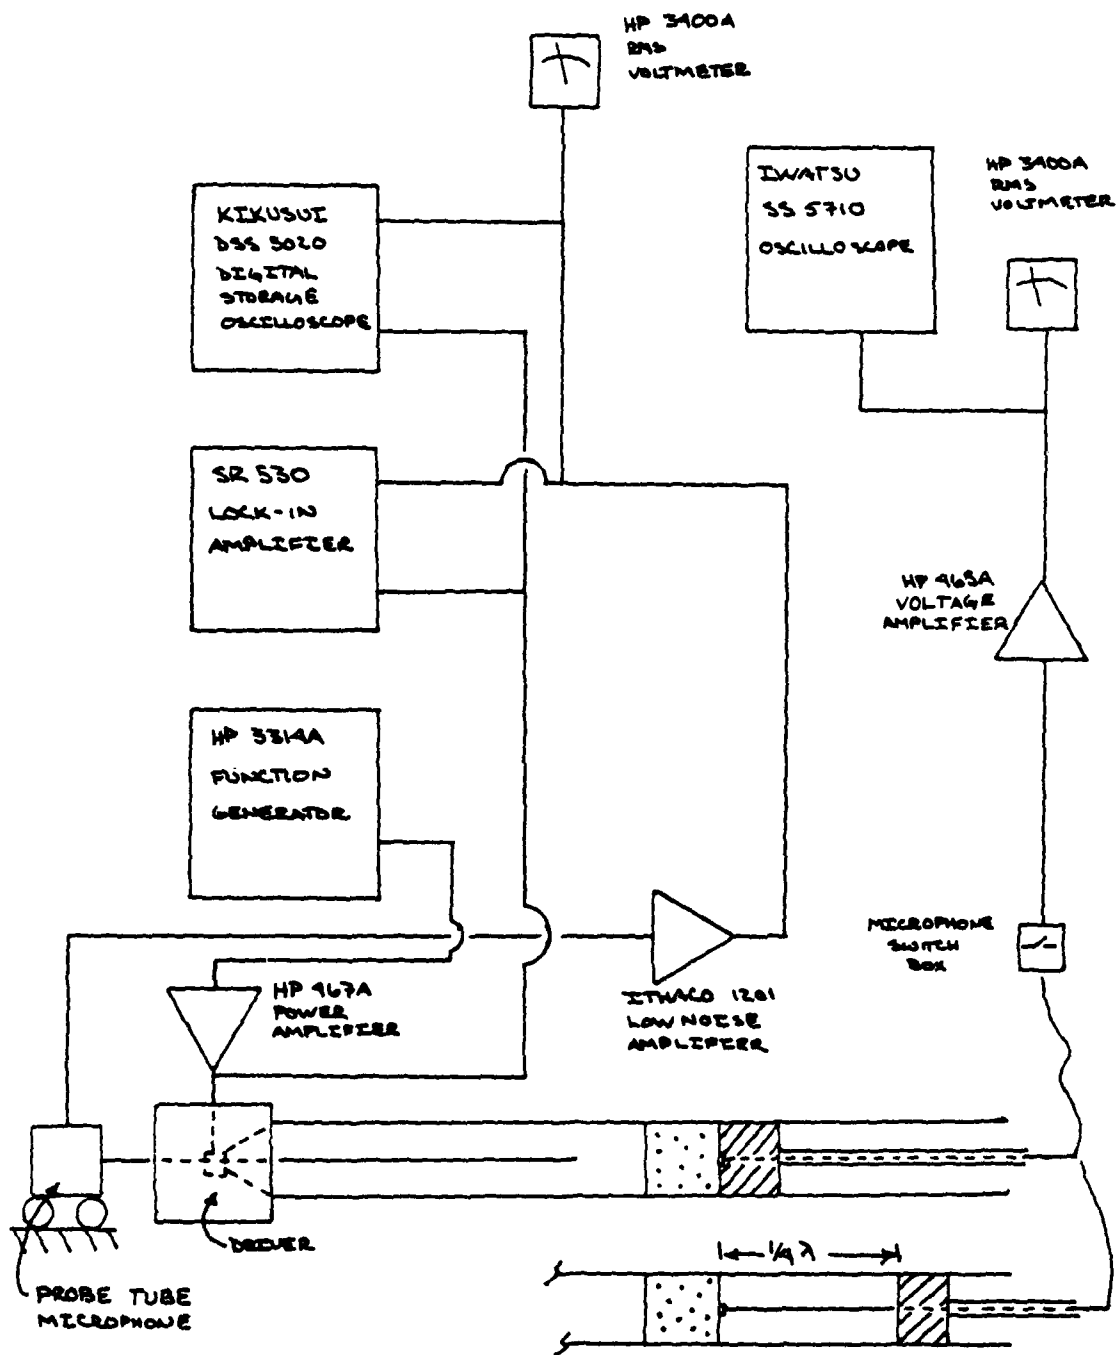 HP 3400A
RMS
VOLTMETER
IWATSU
SS 5710
OSCILLOSCOPE
HP 3400A
RMS
VOLTMETER
KIKUSUI
DSS 5020
DIGITAL
STORAGE
OSCILLOSCOPE
SR 530
LOCK-IN
AMPLIFIER
HP 465A
VOLTAGE
AMPLIFIER
HP 3314A
FUNCTION
GENERATOR
MICROPHONE
SWITCH
BOX
HP 467A
POWER
AMPLIFIER
ITHACO 1201
LOW NOISE
AMPLIFIER
DRIVER
1/4 λ
PROBE TUBE
MICROPHONE